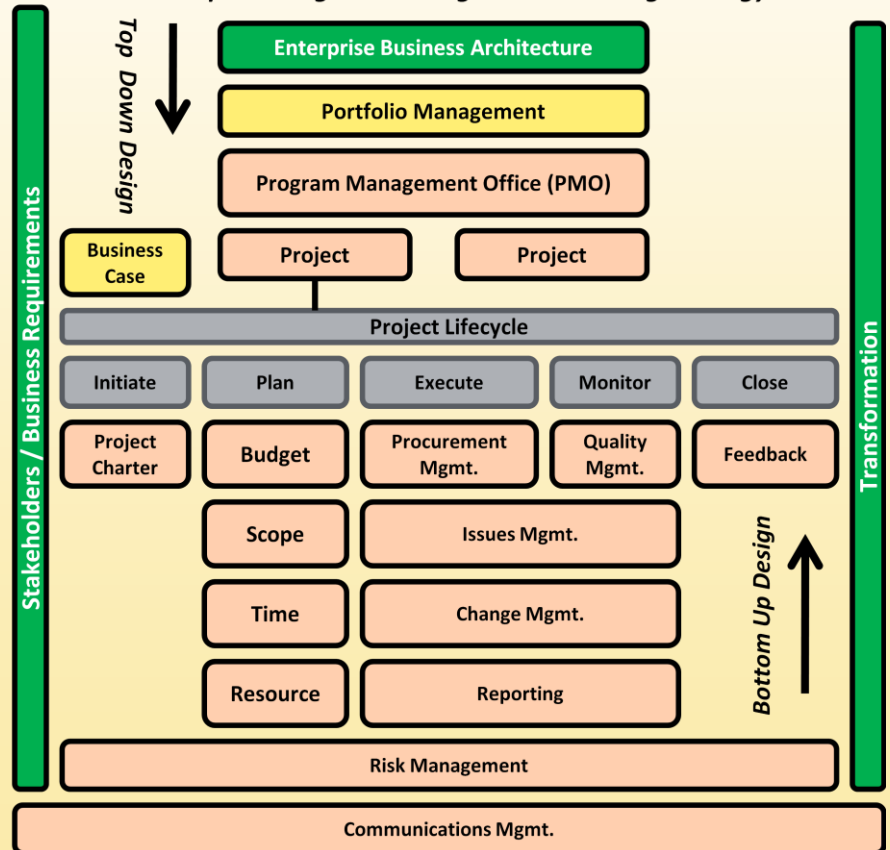 Top Down Design
Enterprise Business Architecture
Portfolio Management
Program Management Office (PMO)
Business
Case
Project
Project
Stakeholders / Business Requirements
Transformation
Project Lifecycle
Initiate
Plan
Execute
Monitor
Close
Project
Charter
Budget
Procurement
Mgmt.
Quality
Mgmt.
Feedback
Scope
Issues Mgmt.
Time
Change Mgmt.
Resource
Reporting
Bottom Up Design
Risk Management
Communications Mgmt.